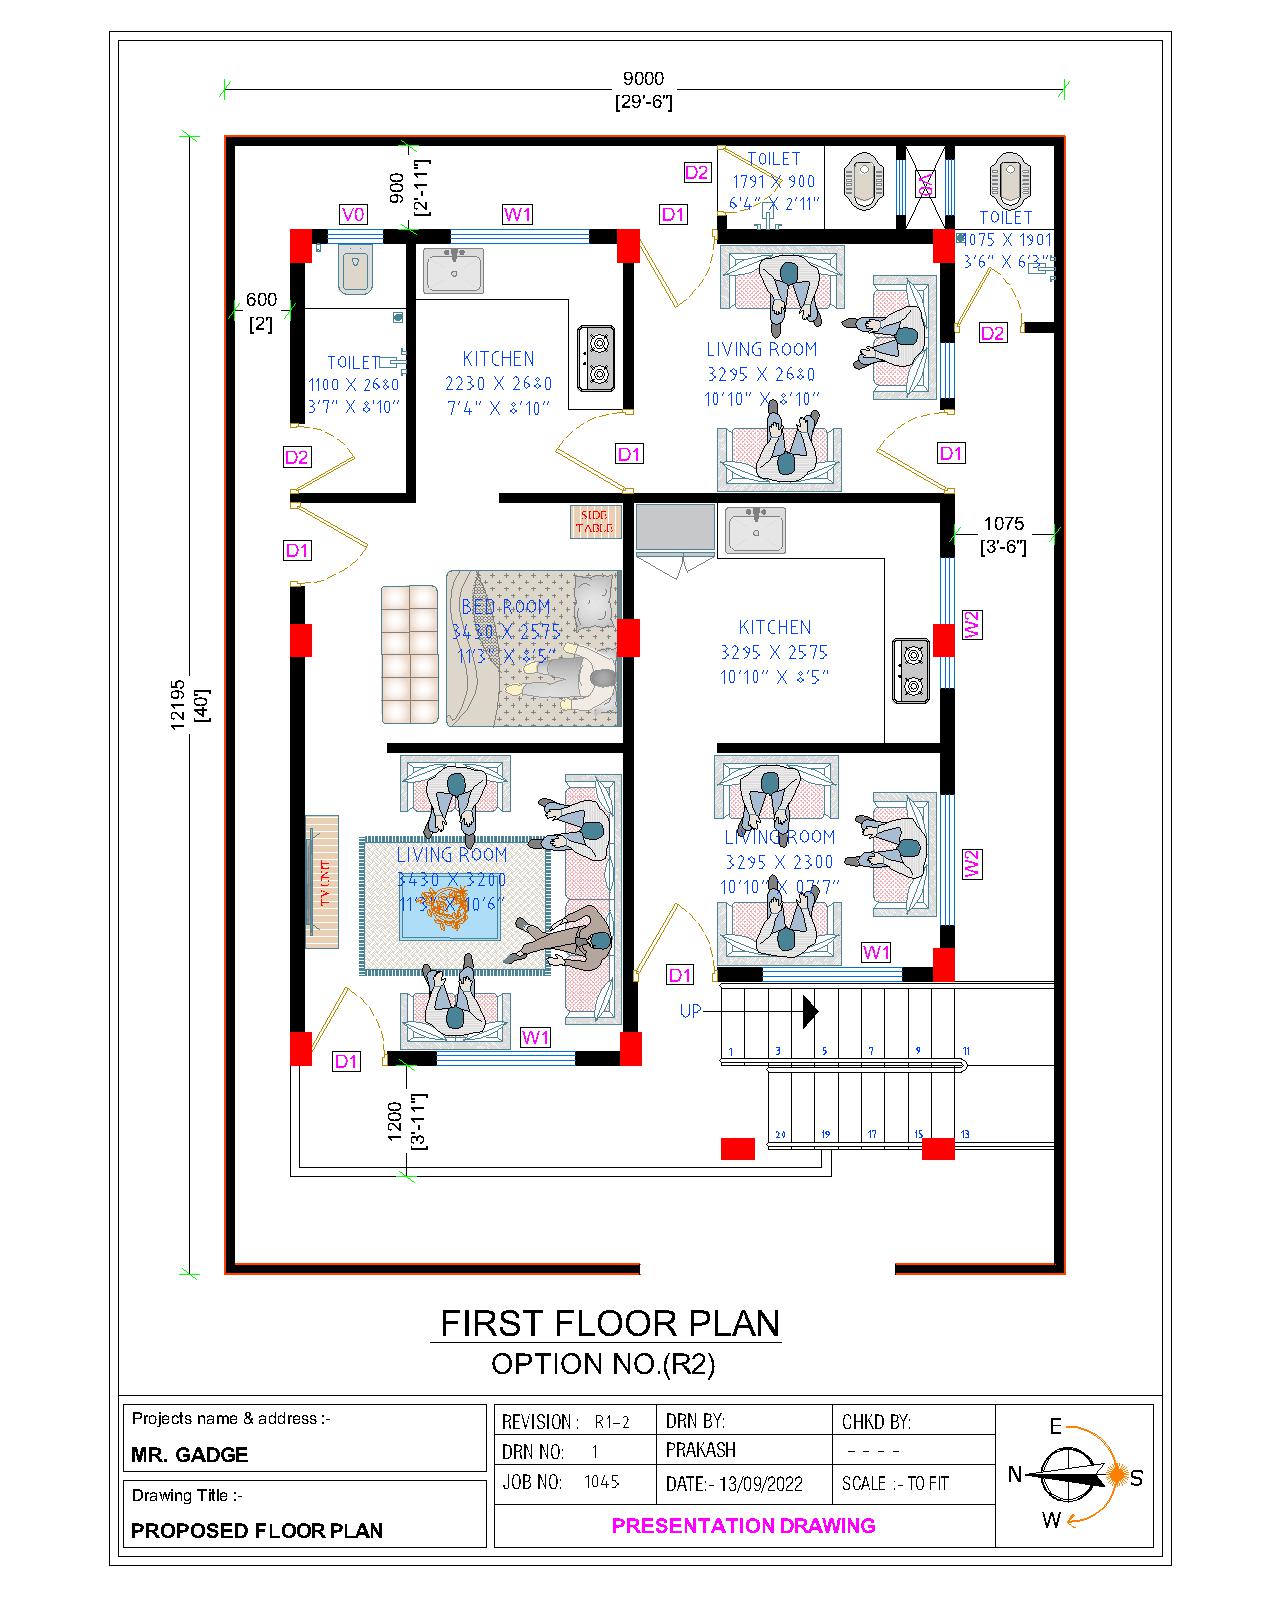 9000
[29'-6"]
900
[2'-11"]
D2
TOILET
1791 X 900
6'4" X 2'11"
V0
W1
D1
TOILET
1075 X 1901
3'6" X 6'3"
600
[2']
TOILET
1100 X 2680
3'7" X 8'10"
KITCHEN
2230 X 2680
7'4" X 8'10"
LIVING ROOM
3295 X 2680
10'10" X 8'10"
D2
D2
D1
D1
D1
SIDE
TABLE
1075
[3'-6"]
BED ROOM
3430 X 2575
11'3" X 8'5"
KITCHEN
3295 X 2575
10'10" X 8'5"
W2
12195
[40']
LIVING ROOM
3430 X 3200
11'3" X 10'6"
TV UNIT
LIVING ROOM
3295 X 2300
10'10" X 07'7"
W2
W1
D1
UP
W1
D1
1 3 5 7 9 11
1200
[3'-11"]
20 19 17 15 13
FIRST FLOOR PLAN
OPTION NO.(R2)
Projects name & address :-
MR. GADGE
Drawing Title :-
PROPOSED FLOOR PLAN
REVISION : R1-2
DRN BY:
CHKD BY:
DRN NO: 1
PRAKASH
- - - -
JOB NO: 1045
DATE:- 13/09/2022
SCALE :- TO FIT
PRESENTATION DRAWING
E
N
S
W